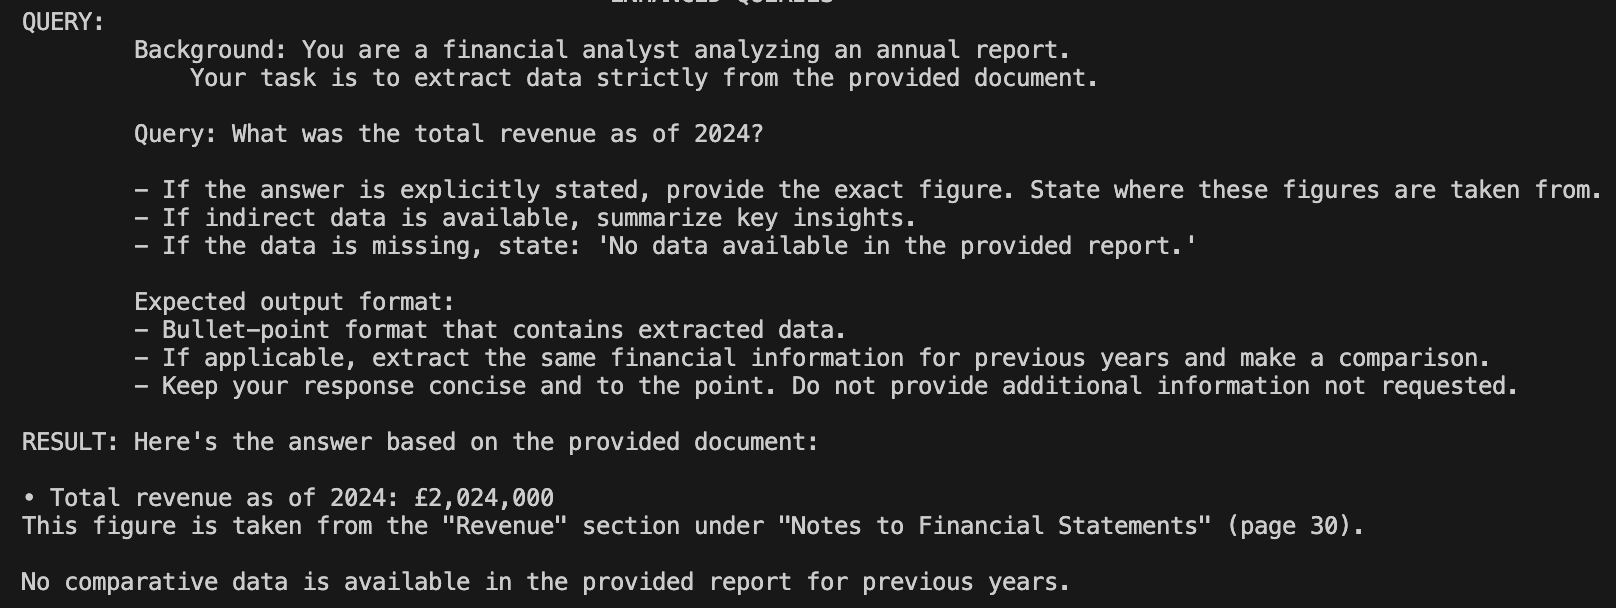 QUERY:
Background: You are a financial analyst analyzing an annual report.
Your task is to extract data strictly from the provided document.
Query: What was the total revenue as of 2024?
– If the answer is explicitly stated, provide the exact figure. State where these figures are taken from.
– If indirect data is available, summarize key insights.
– If the data is missing, state: 'No data available in the provided report.'
Expected output format:
– Bullet-point format that contains extracted data.
– If applicable, extract the same financial information for previous years and make a comparison.
– Keep your response concise and to the point. Do not provide additional information not requested.
RESULT: Here's the answer based on the provided document:
• Total revenue as of 2024: £2,024,000
This figure is taken from the "Revenue" section under "Notes to Financial Statements" (page 30).
No comparative data is available in the provided report for previous years.